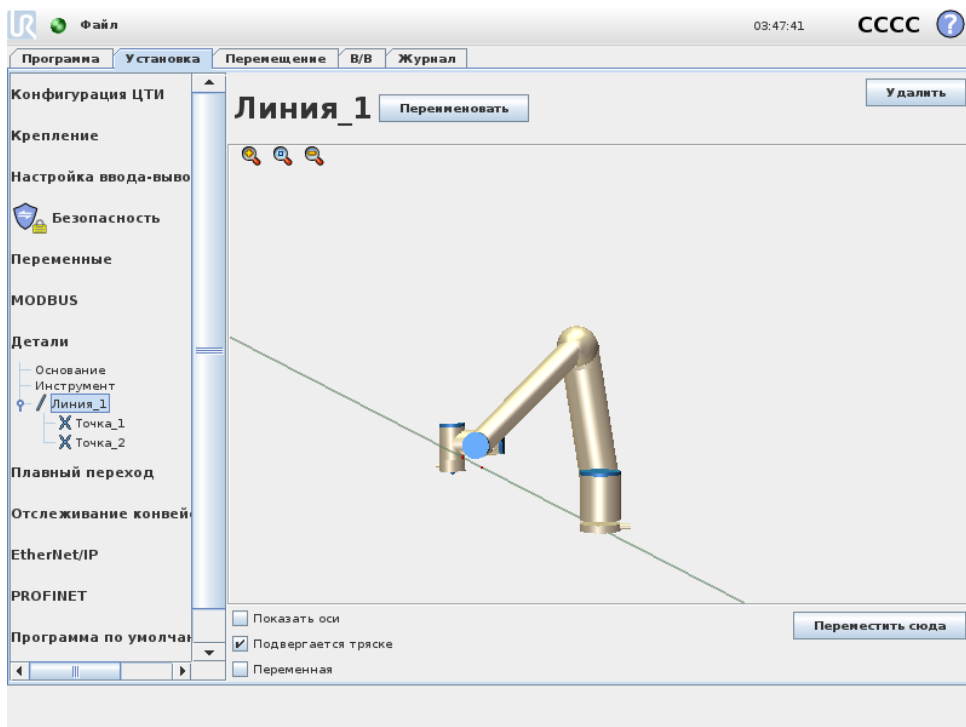 UR
Файл
03:47:41
CCCC
?
Программа
Установка
Перемещение
В/В
Журнал
Конфигурация ЦТИ
Крепление
Настройка ввода-выво
Безопасность
Переменные
MODBUS
Детали
Основание
Инструмент
Линия_1
Точка_1
Точка_2
Плавный переход
Отслеживание конвей
EtherNet/IP
PROFINET
Программа по умолчан
Линия_1
Переименовать
Удалить
Показать оси
Подвергается тряске
Переменная
Переместить сюда